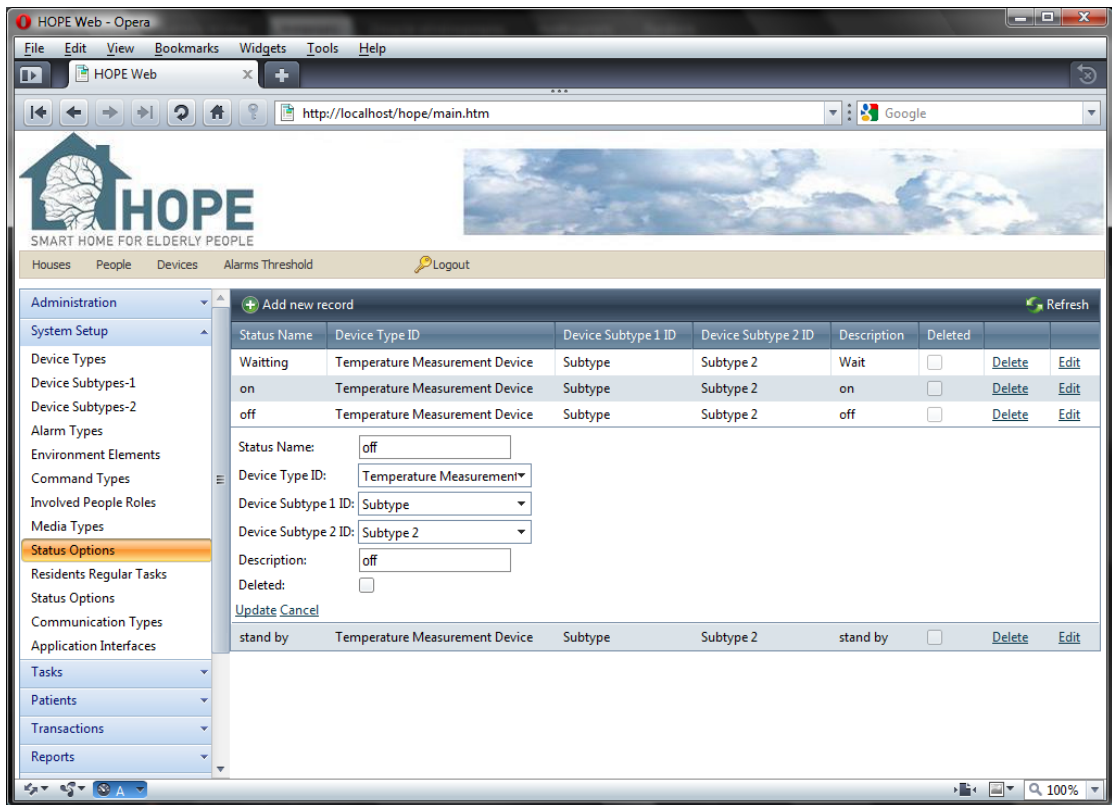 HOPE Web - Opera
File Edit View Bookmarks Widgets Tools Help
HOPE Web
http://localhost/hope/main.htm
Google
HOPE
SMART HOME FOR ELDERLY PEOPLE
Houses People Devices Alarms Threshold Logout
Administration
System Setup
Device Types
Device Subtypes-1
Device Subtypes-2
Alarm Types
Environment Elements
Command Types
Involved People Roles
Media Types
Status Options
Residents Regular Tasks
Status Options
Communication Types
Application Interfaces
Tasks
Patients
Transactions
Reports
Add new record Refresh
Status Name Device Type ID Device Subtype 1 ID Device Subtype 2 ID Description Deleted
Waitting Temperature Measurement Device Subtype Subtype 2 Wait Delete Edit
on Temperature Measurement Device Subtype Subtype 2 on Delete Edit
off Temperature Measurement Device Subtype Subtype 2 off Delete Edit
Status Name: off
Device Type ID: Temperature Measurement
Device Subtype 1 ID: Subtype
Device Subtype 2 ID: Subtype 2
Description: off
Deleted:
Update Cancel
stand by Temperature Measurement Device Subtype Subtype 2 stand by Delete Edit
A
100%